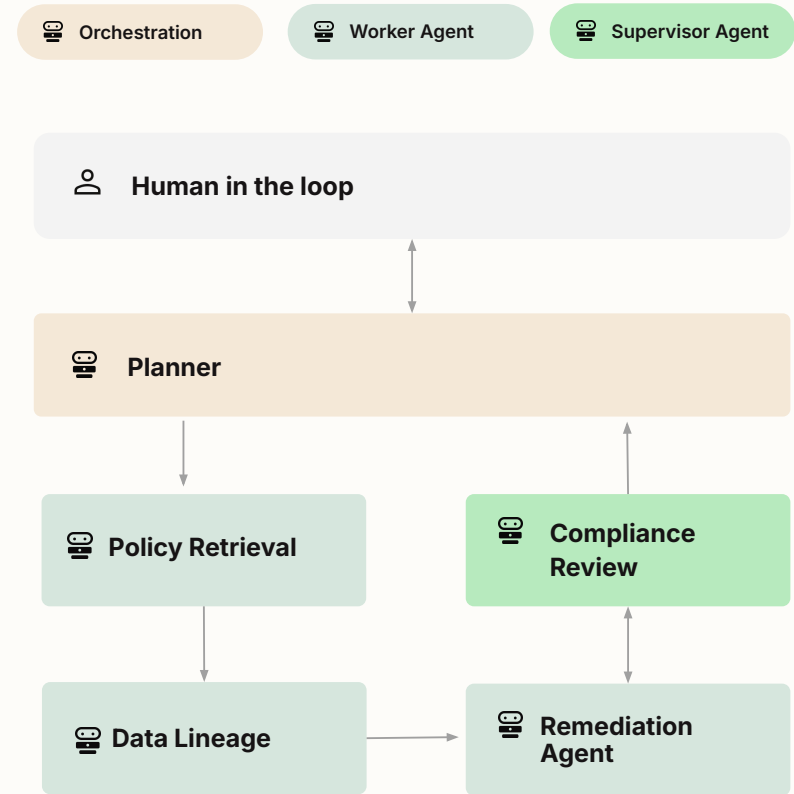 Orchestration
Worker Agent
Supervisor Agent
Human in the loop
Planner
Policy Retrieval
Compliance
Review
Data Lineage
Remediation
Agent